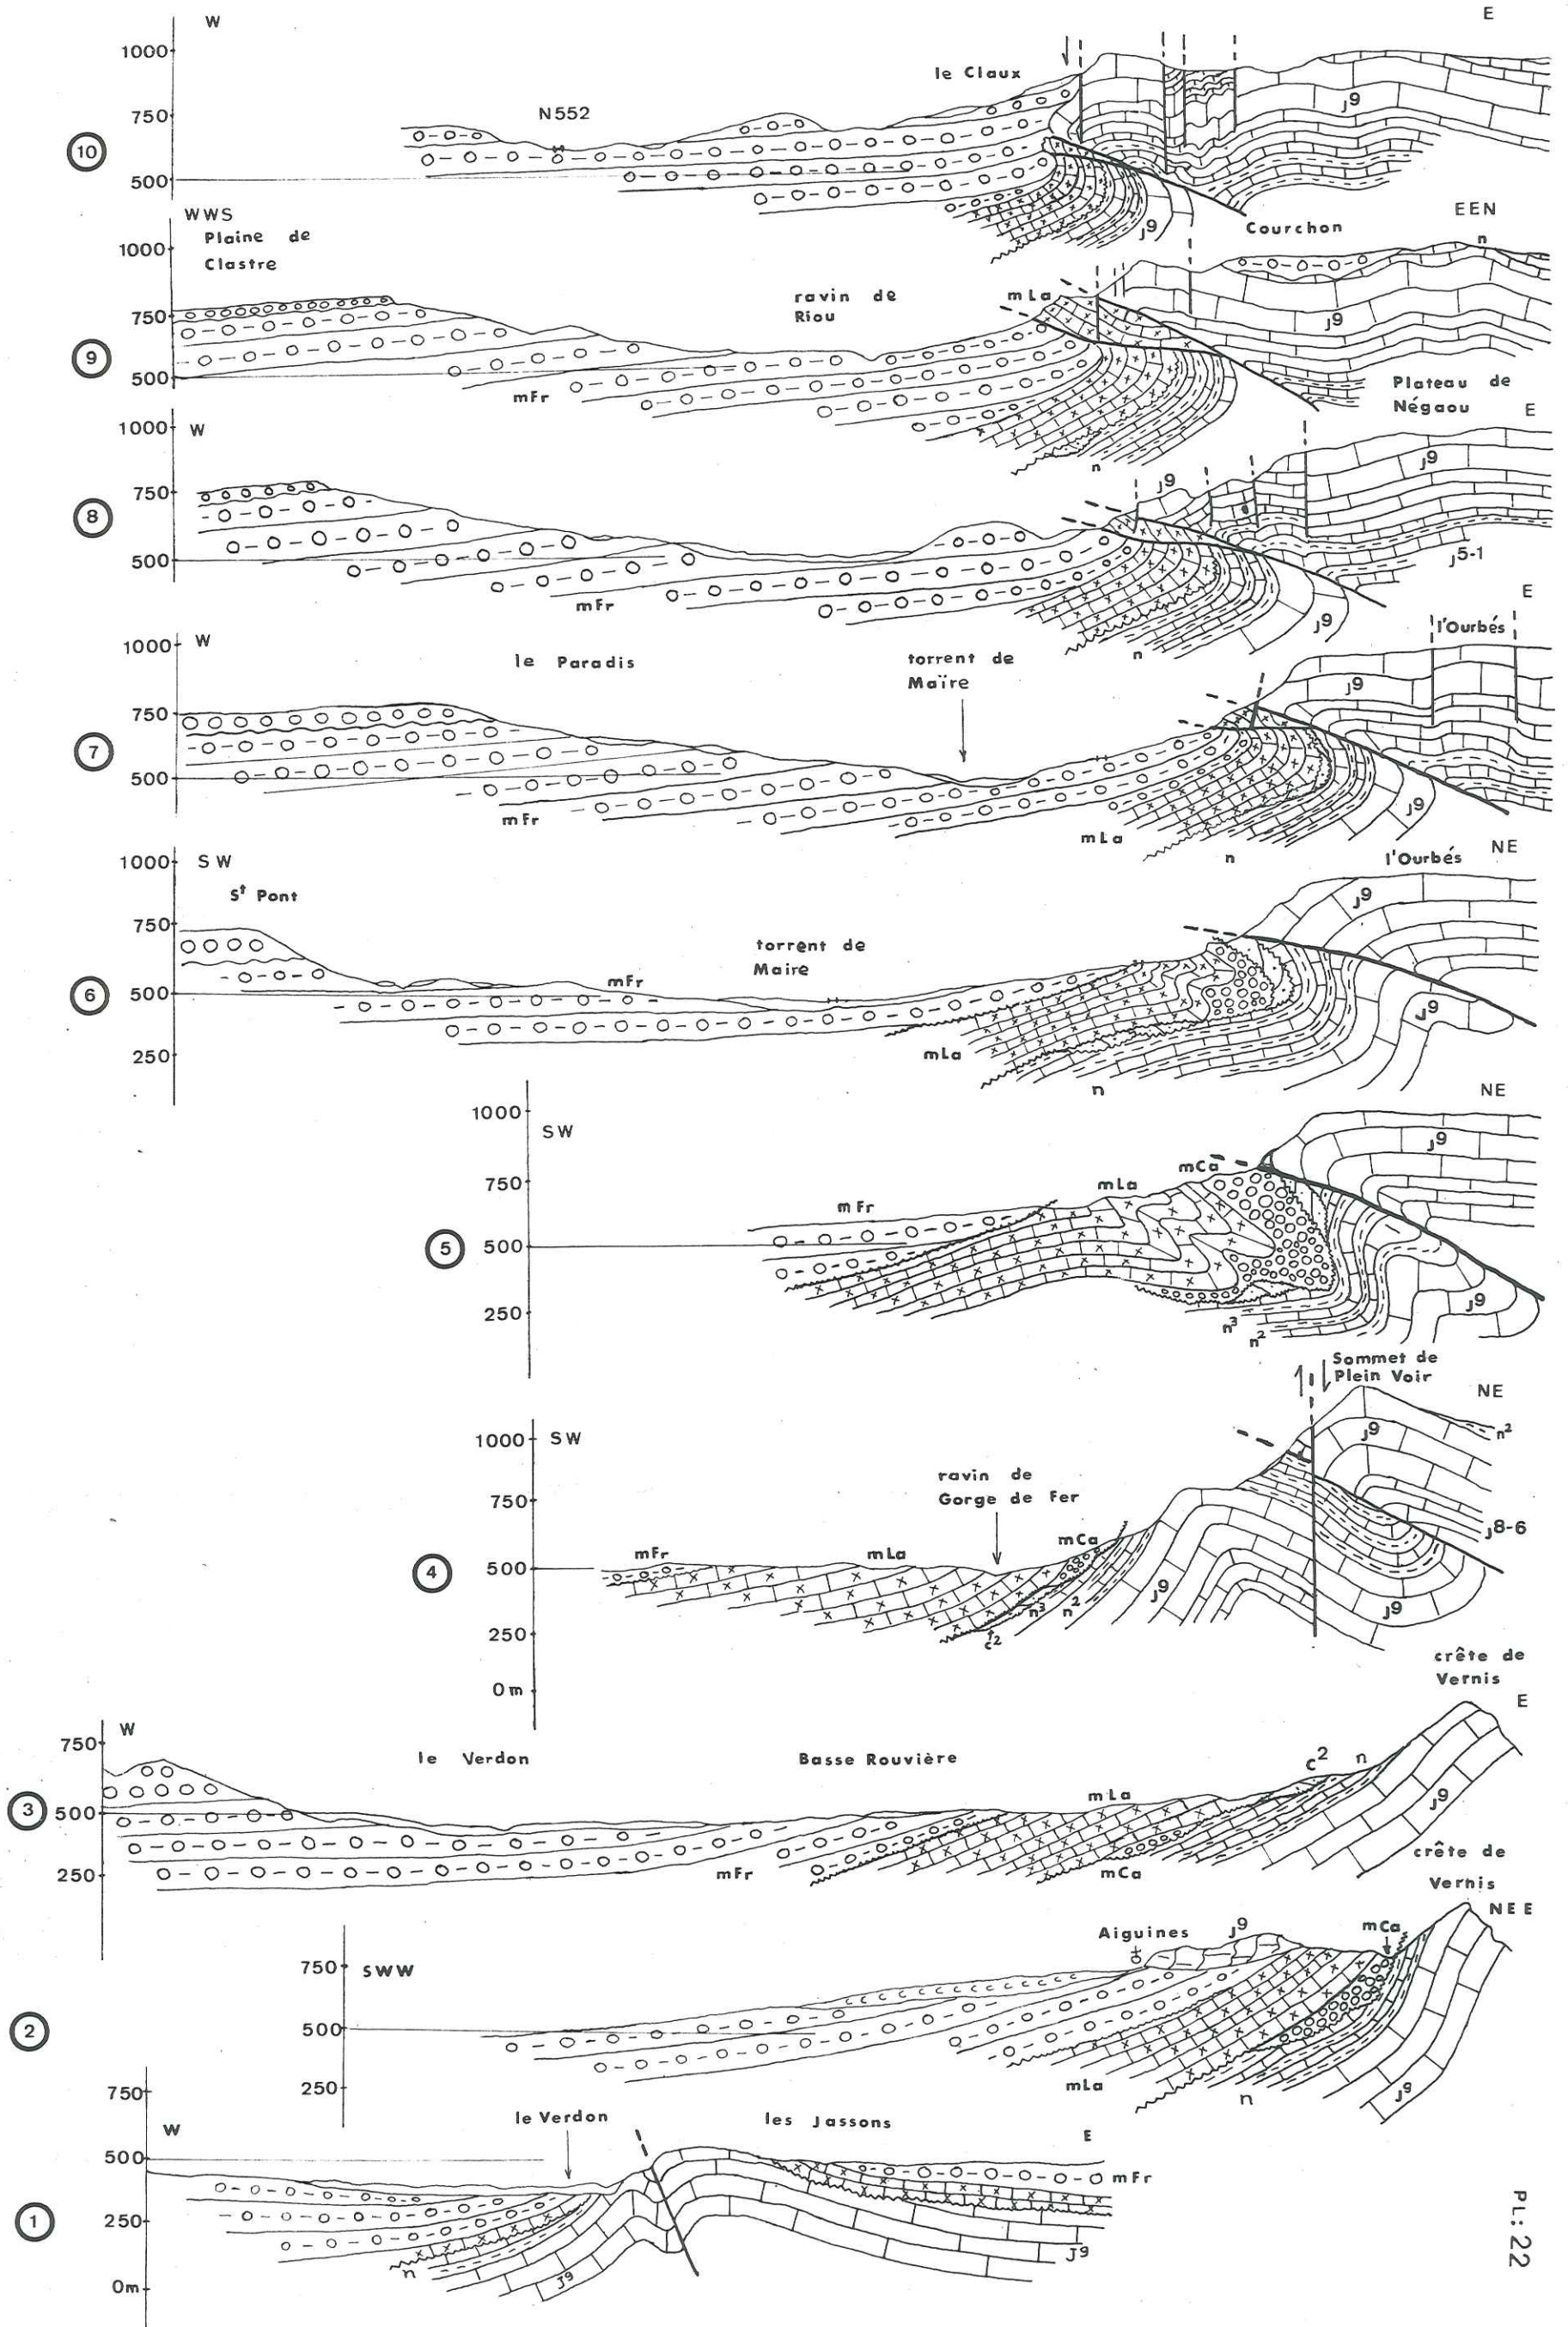 W
E
1000
le Claux
750
N552
J9
10
500
J9
WWS
Courchon
EEN
Plaine de
Clastre
1000
n
ravin de
Riou
mLa
750
J9
9
500
mFr
Plateau de
Négaou
n
1000
W
E
J9
J9
750
8
500
J5-1
mFr
J9
n
E
1000
W
le Paradis
torrent de
Maïre
l'Ourbés
J9
750
7
500
mFr
J9
mLa
n
1000
SW
l'Ourbés
NE
St Pont
J9
750
torrent de
Maire
6
500
mFr
J9
250
mLa
n
NE
1000
SW
J9
mCa
750
mLa
mFr
5
500
250
J9
n3
n2
Sommet de
Plein Voir
NE
1000
SW
J9
n2
ravin de
Gorge de Fer
750
J8-6
mCa
4
500
mFr
mLa
J9
n3
n2
J9
250
c2
crête de
Vernis
0m
E
W
750
le Verdon
Basse Rouvière
c2
n
mLa
3
500
J9
250
mFr
mCa
crête de
Vernis
NEE
Aiguines
J9
mCa
750
SWW
2
500
250
mLa
n
J9
750
W
le Verdon
les Jassons
E
500
mFr
1
250
J9
n
J9
0m
PL:22